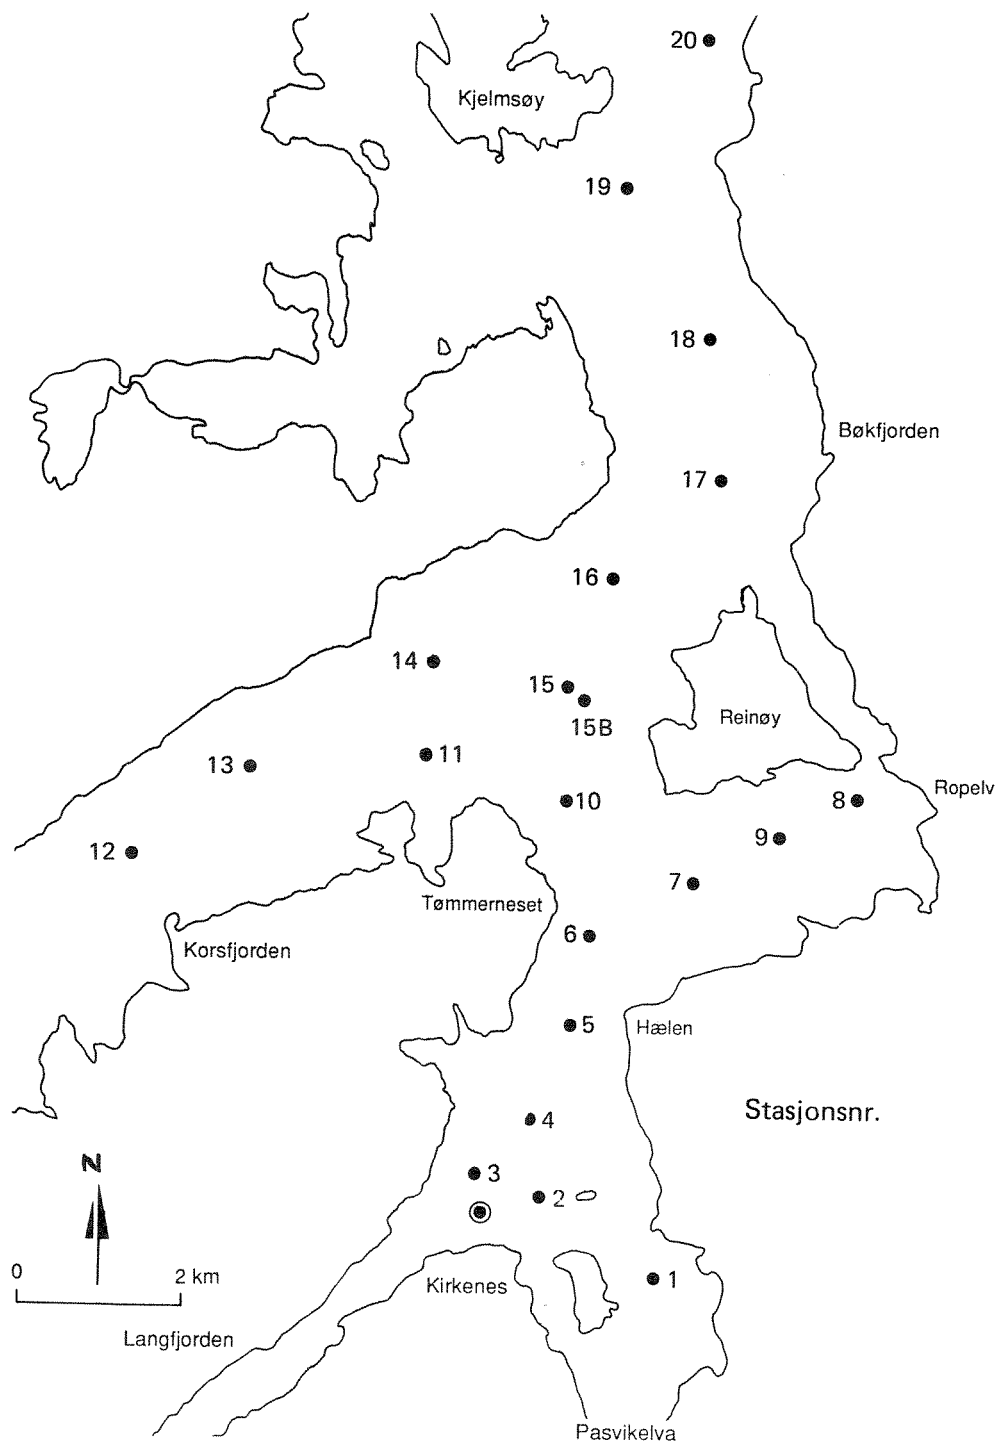 20
Kjelmsøy
19
18
Bøkfjorden
17
16
14
15
15B
Reinøy
11
13
Ropelv
10
8
9
12
7
Tømmerneset
6
Korsfjorden
5
Hælen
4
Stasjonsnr.
N
3
2
0
2 km
1
Kirkenes
Langfjorden
Pasvikelva